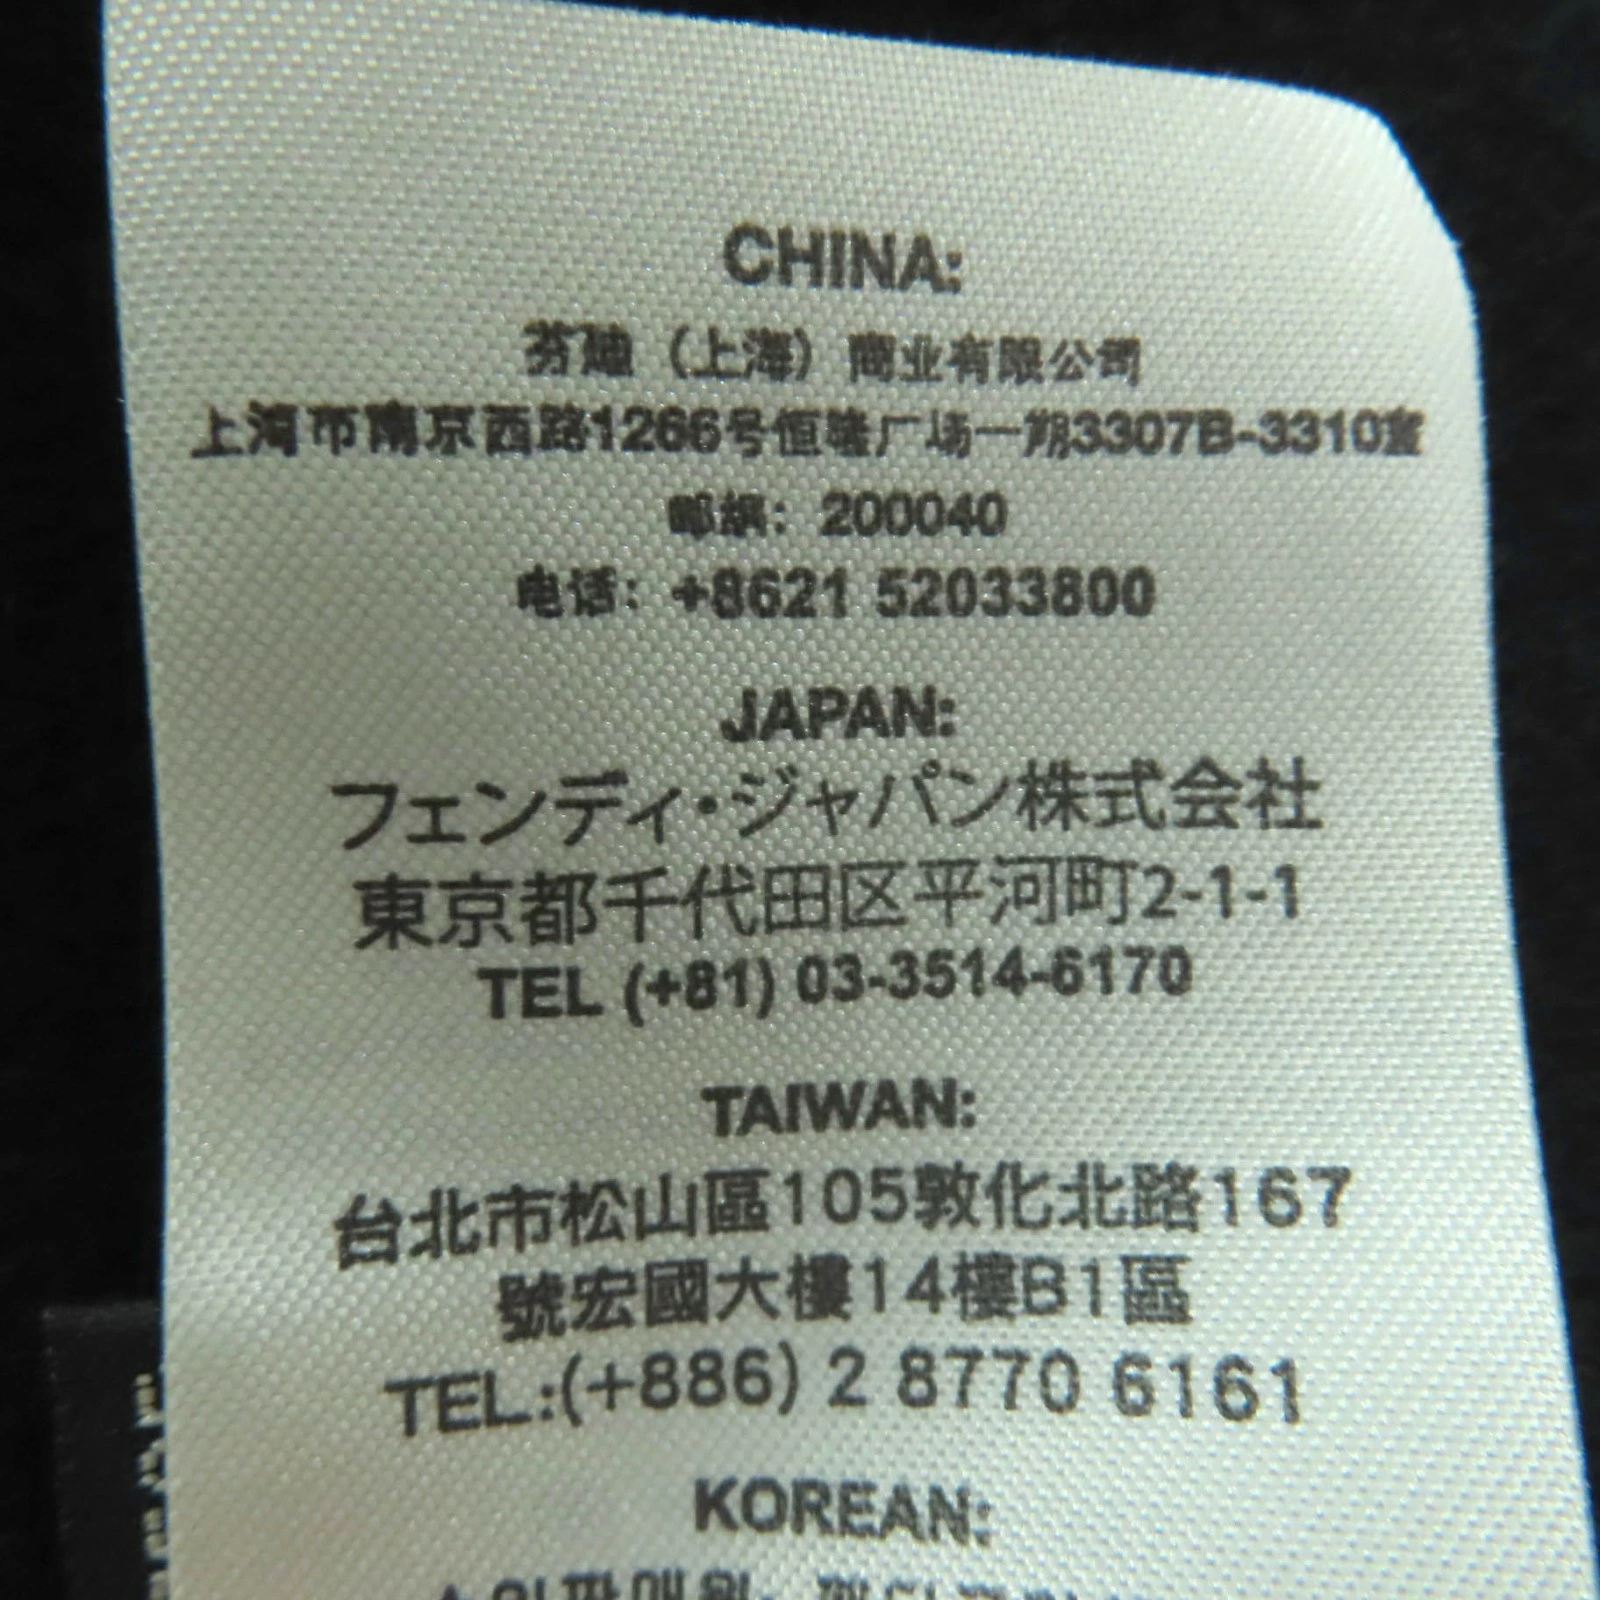 CHINA:
芬迪（上海）商业有限公司
上海市南京西路1266号恒隆广场一期3307B-3310室
邮编: 200040
电话: +8621 52033800
JAPAN:
フェンディ・ジャパン株式会社
東京都千代田区平河町2-1-1
TEL (+81) 03-3514-6170
TAIWAN:
台北市松山區105敦化北路167
號宏國大樓14樓B1區
TEL.:(+886) 2 8770 6161
KOREAN: